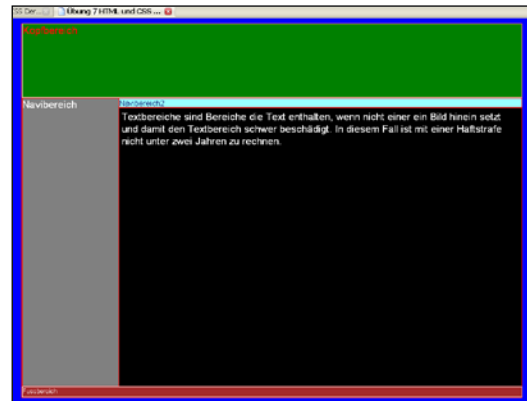 SS Der...
Übung 7 HTML und CSS ...
Kopfbereich
Navibereich
Navibereich2
Textbereiche sind Bereiche die Text enthalten, wenn nicht einer ein Bild hinein setzt
und damit den Textbereich schwer beschädigt. In diesem Fall ist mit einer Haftstrafe
nicht unter zwei Jahren zu rechnen.
Fussbereich